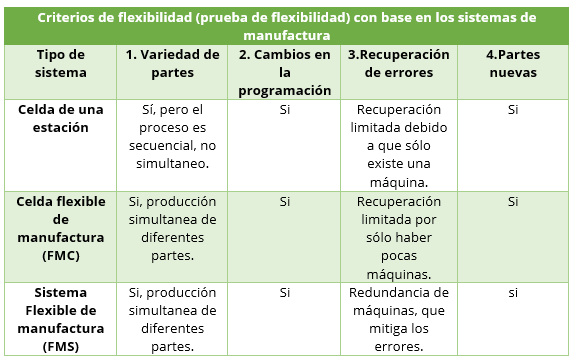 Criterios de flexibilidad (prueba de flexibilidad) con base en los sistemas de
manufactura
Tipo de
sistema
1. Variedad de
partes
2. Cambios en
la
programación
3.Recuperación
de errores
4.Partes
nuevas
Celda de una
estación
Sí, pero el
proceso es
secuencial, no
simultaneo.
Si
Recuperación
limitada debido
a que sólo
existe una
máquina.
Si
Celda flexible
de
manufactura
(FMC)
Si, producción
simultanea de
diferentes
partes.
Si
Recuperación
limitada por
sólo haber
pocas
máquinas.
Si
Sistema
Flexible de
manufactura
(FMS)
Si, producción
simultanea de
diferentes
partes.
Si
Redundancia de
máquinas, que
mitiga los
errores.
si